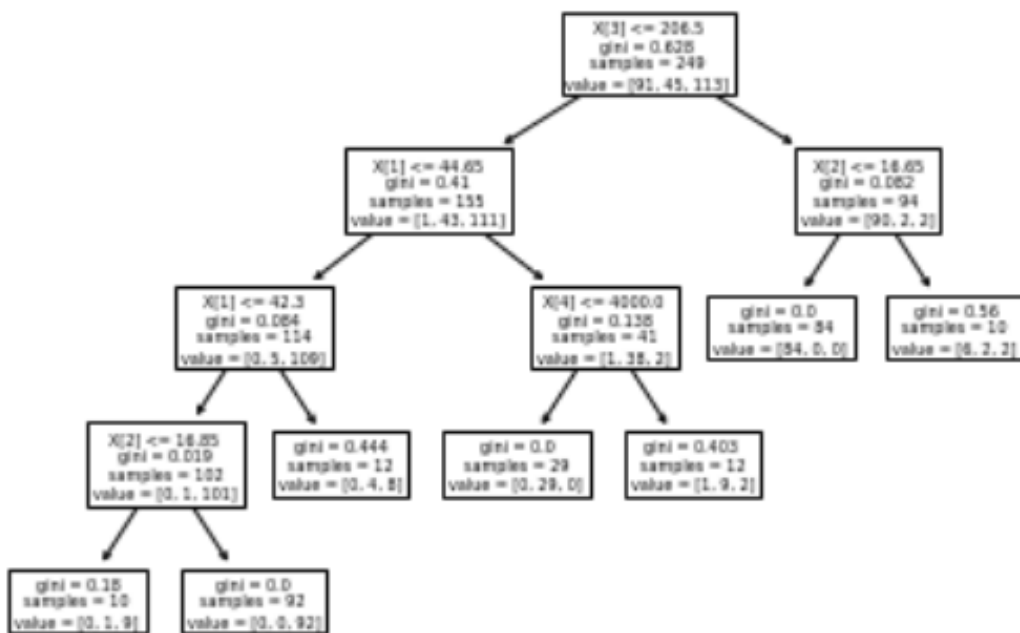 X[3] <= 206.5
gini = 0.628
samples = 249
value = [91, 45, 113]
X[1] <= 44.65
gini = 0.41
samples = 155
value = [1, 43, 111]
X[2] <= 16.65
gini = 0.082
samples = 94
value = [90, 2, 2]
X[1] <= 42.3
gini = 0.084
samples = 114
value = [0, 5, 109]
X[4] <= 4000.0
gini = 0.138
samples = 41
value = [1, 38, 2]
gini = 0.0
samples = 84
value = [84, 0, 0]
gini = 0.56
samples = 10
value = [6, 2, 2]
X[2] <= 16.85
gini = 0.019
samples = 102
value = [0, 1, 101]
gini = 0.444
samples = 12
value = [0, 4, 8]
gini = 0.0
samples = 29
value = [0, 29, 0]
gini = 0.403
samples = 12
value = [1, 9, 2]
gini = 0.18
samples = 10
value = [0, 1, 9]
gini = 0.0
samples = 92
value = [0, 0, 92]